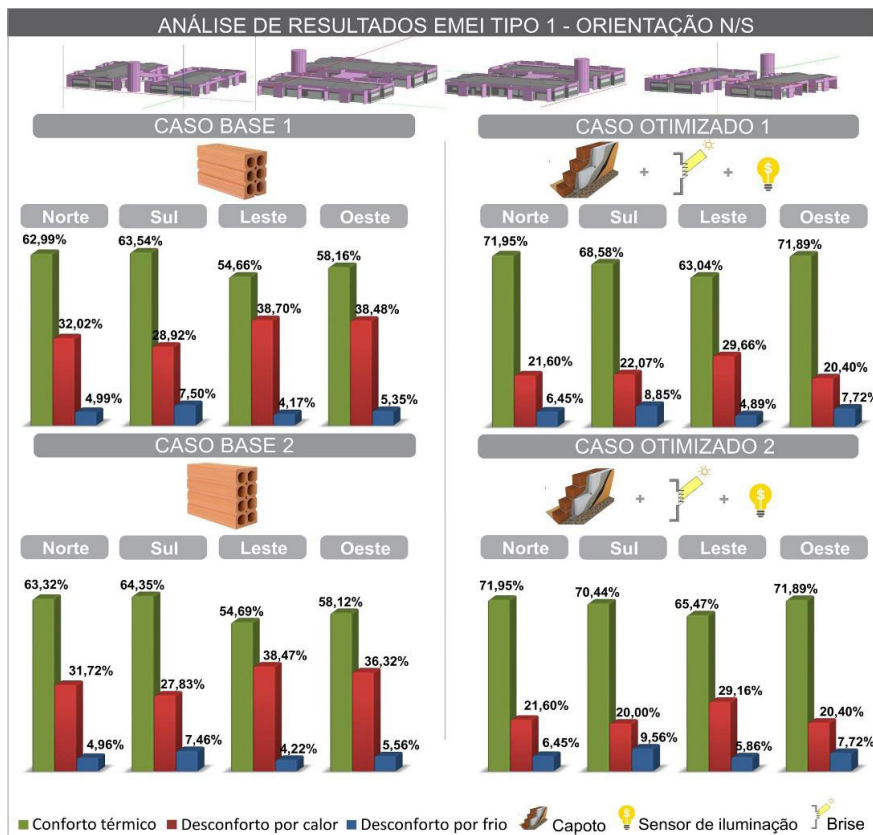 ANÁLISE DE RESULTADOS EMEI TIPO 1 - ORIENTAÇÃO N/S
CASO BASE 1
Norte Sul Leste Oeste
62,99% 63,54% 54,66% 58,16%
32,02% 28,92% 38,70% 38,48%
4,99% 7,50% 4,17% 5,35%
CASO OTIMIZADO 1
+ + $
Norte Sul Leste Oeste
71,95% 68,58% 63,04% 71,89%
21,60% 22,07% 29,66% 20,40%
6,45% 8,85% 4,89% 7,72%
CASO BASE 2
Norte Sul Leste Oeste
63,32% 64,35% 54,69% 58,12%
31,72% 27,83% 38,47% 36,32%
4,96% 7,46% 4,22% 5,56%
CASO OTIMIZADO 2
+ + $
Norte Sul Leste Oeste
71,95% 70,44% 65,47% 71,89%
21,60% 20,00% 29,16% 20,40%
6,45% 9,56% 5,86% 7,72%
Conforto térmico Desconforto por calor Desconforto por frio Capoto $ Sensor de iluminação Brise